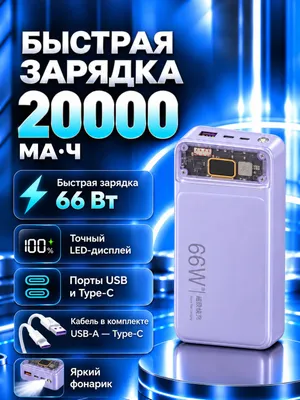 БЫСТРАЯ
ЗАРЯДКА
20000
МА·Ч
Быстрая зарядка
66 Вт
100%
Точный
LED-дисплей
Порты USB
и Type-C
Кабель в комплекте
USB-A — Type-C
Яркий
фонарик
66W